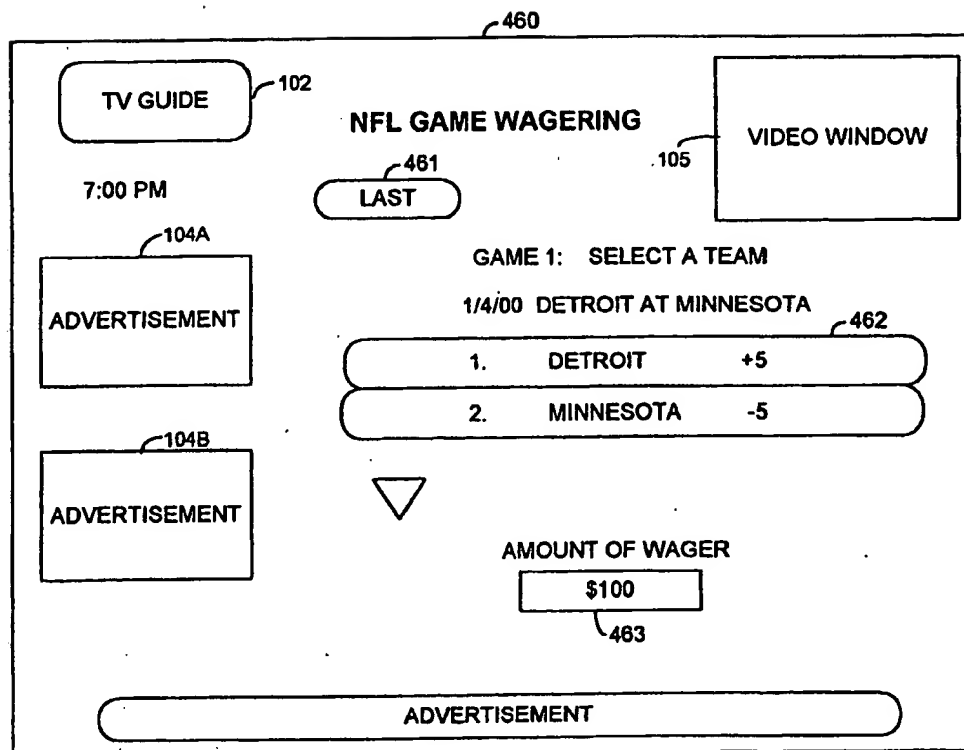 460
TV GUIDE
102
NFL GAME WAGERING
VIDEO WINDOW
105
461
7:00 PM
LAST
104A
GAME 1: SELECT A TEAM
ADVERTISEMENT
1/4/00 DETROIT AT MINNESOTA
462
1. DETROIT +5
2. MINNESOTA -5
104B
ADVERTISEMENT
AMOUNT OF WAGER
$100
463
ADVERTISEMENT